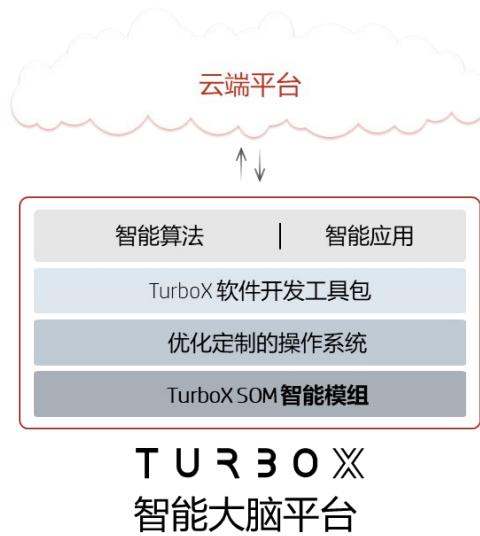 云端平台
智能算法 | 智能应用
TurboX 软件开发工具包
优化定制的操作系统
TurboX SOM 智能模组
TURBOX
智能大脑平台